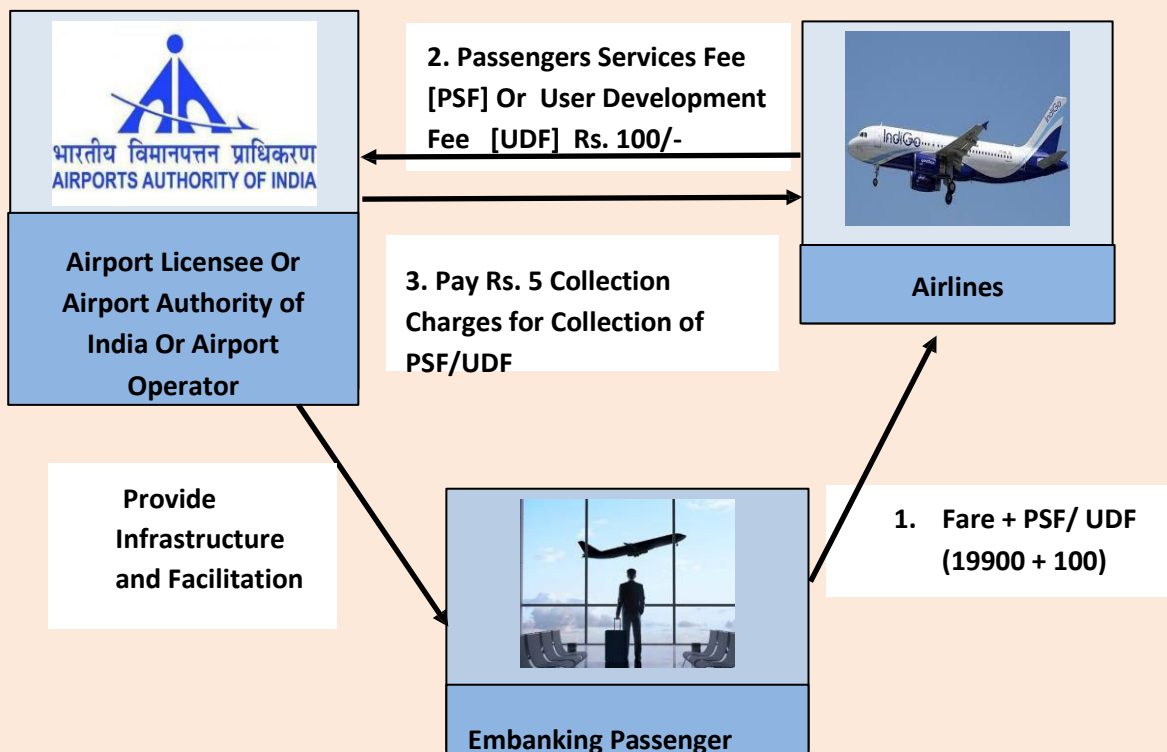 भारतीय विमानपत्तन प्राधिकरण
AIRPORTS AUTHORITY OF INDIA
Airport Licensee Or
Airport Authority of
India Or Airport
Operator
2. Passengers Services Fee
[PSF] Or User Development
Fee [UDF] Rs. 100/-
3. Pay Rs. 5 Collection
Charges for Collection of
PSF/UDF
IndiGo
IndiGo
Airlines
Provide
Infrastructure
and Facilitation
1. Fare + PSF/ UDF
(19900 + 100)
Embanking Passenger